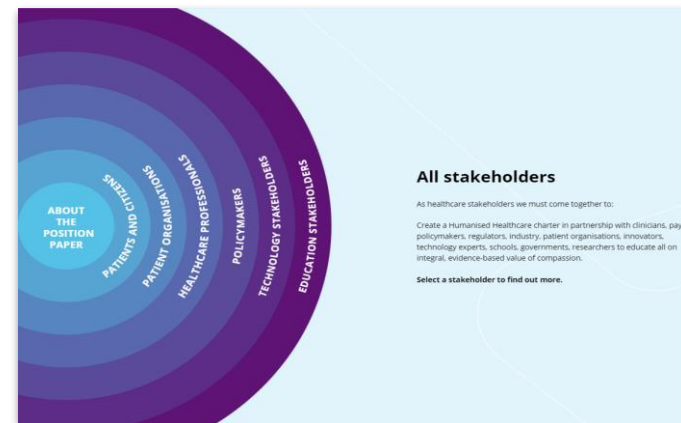 ABOUT
THE
POSITION
PAPER
PATIENTS AND CITIZENS
PATIENT ORGANISATIONS
HEALTHCARE PROFESSIONALS
POLICYMAKERS
TECHNOLOGY STAKEHOLDERS
EDUCATION STAKEHOLDERS
All stakeholders
As healthcare stakeholders we must come together to:
Create a Humanised Healthcare charter in partnership with clinicians, pay
policymakers, regulators, industry, patient organisations, innovators,
technology experts, schools, governments, researchers to educate all on
integral, evidence-based value of compassion.
Select a stakeholder to find out more.